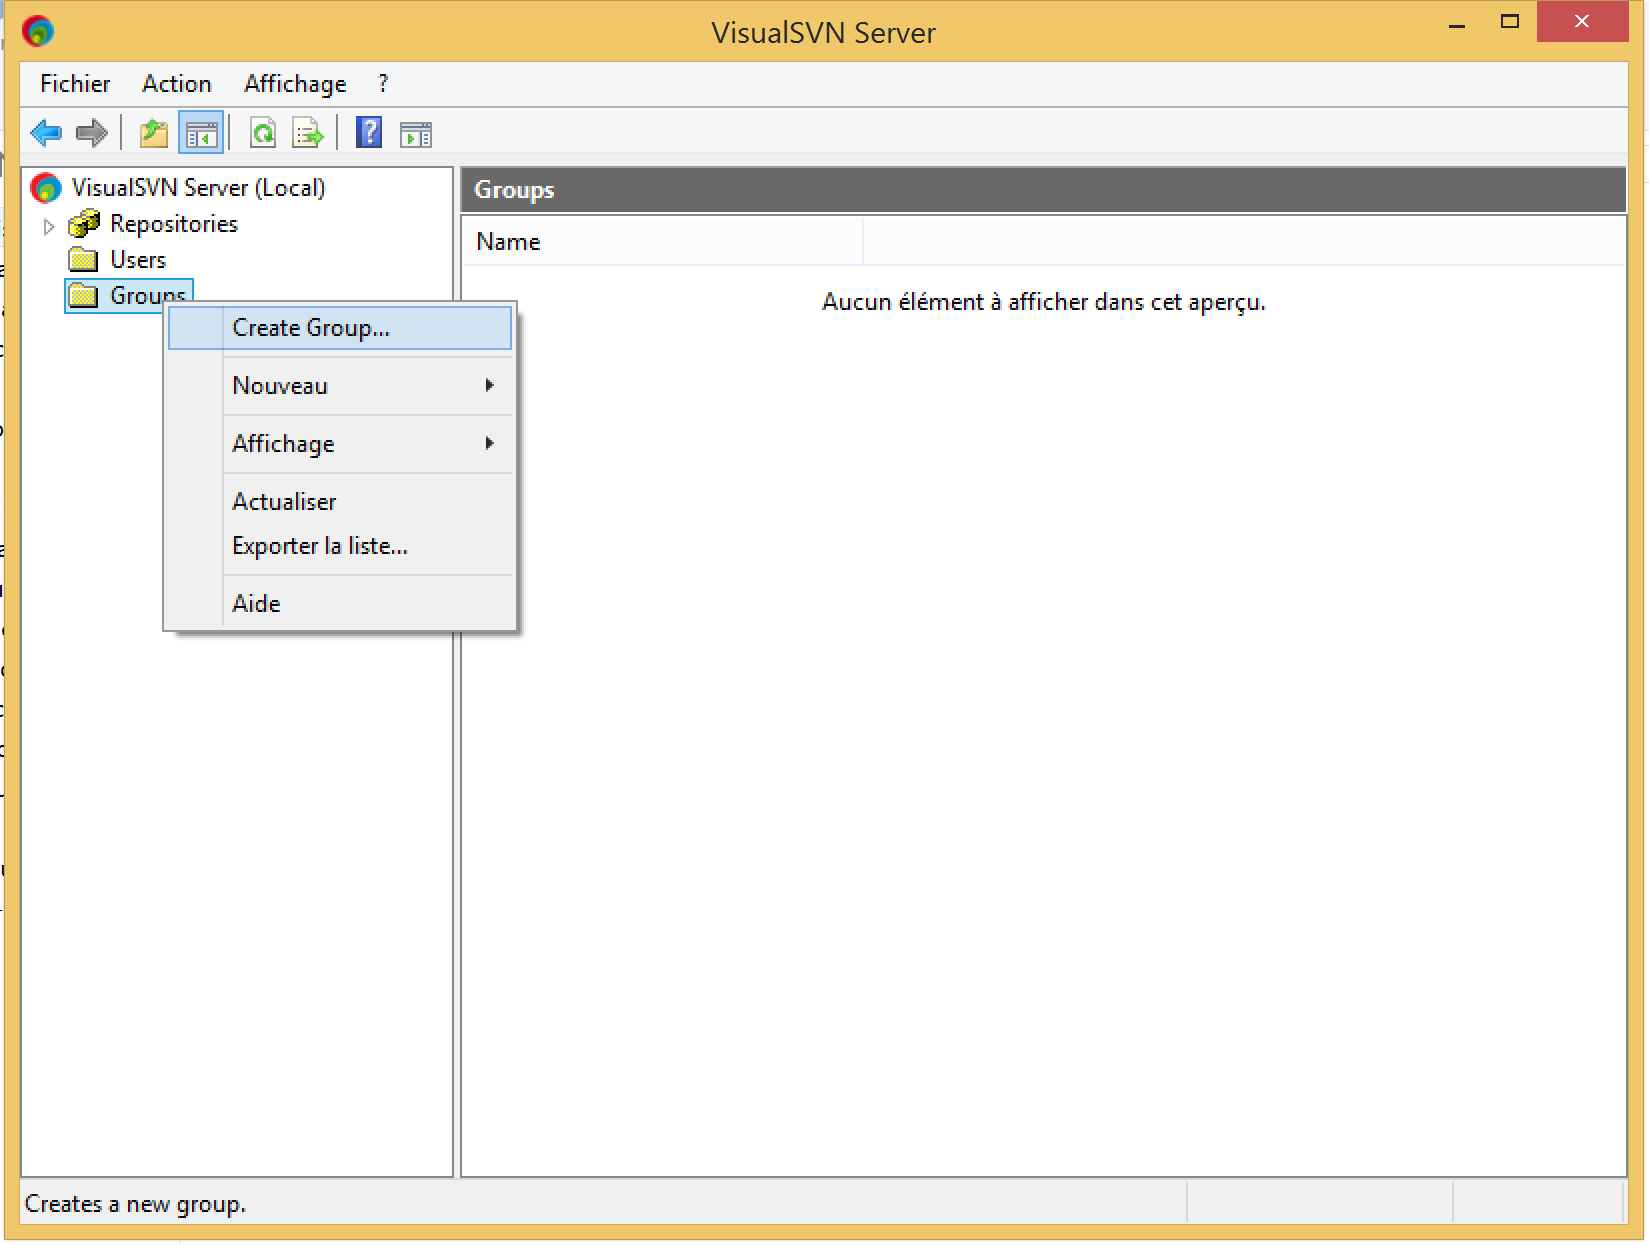 VisualSVN Server
Fichier Action Affichage ?
VisualSVN Server (Local)
Repositories
Users
Groups
Create Group...
Nouveau
Affichage
Actualiser
Exporter la liste...
Aide
Groups
Name
Aucun élément à afficher dans cet aperçu.
Creates a new group.